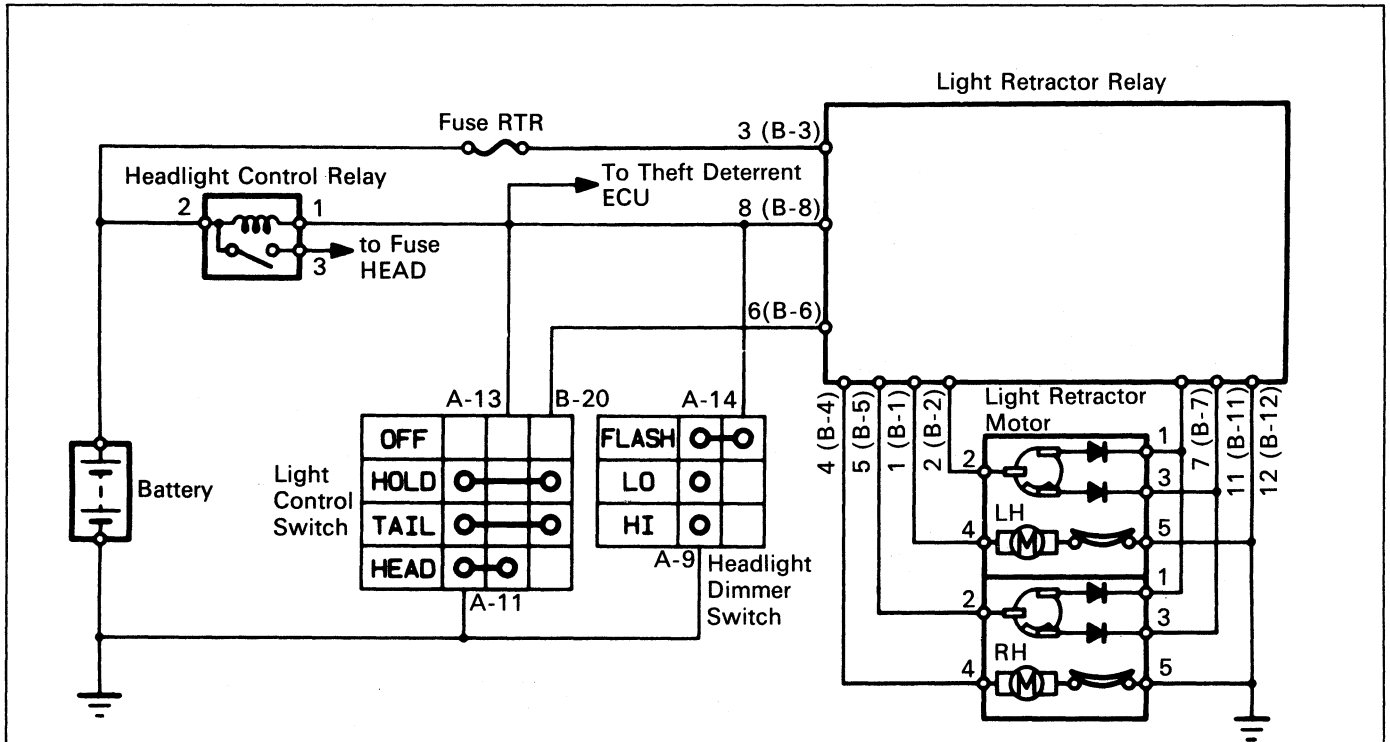 Light Retractor Relay
Fuse RTR
3 (B-3)
To Theft Deterrent
ECU
Headlight Control Relay
2
1
8 (B-8)
to Fuse
HEAD
3
6(B-6)
A-13
B-20
A-14
4 (B-4)
5 (B-5)
1 (B-1)
2 (B-2)
Light Retractor
Motor
7 (B-7)
11 (B-11)
12 (B-12)
OFF
HOLD
TAIL
HEAD
FLASH
LO
HI
Battery
Light
Control
Switch
A-11
A-9
Headlight
Dimmer
Switch
2
1
3
LH
4
M
5
2
1
3
RH
4
M
5